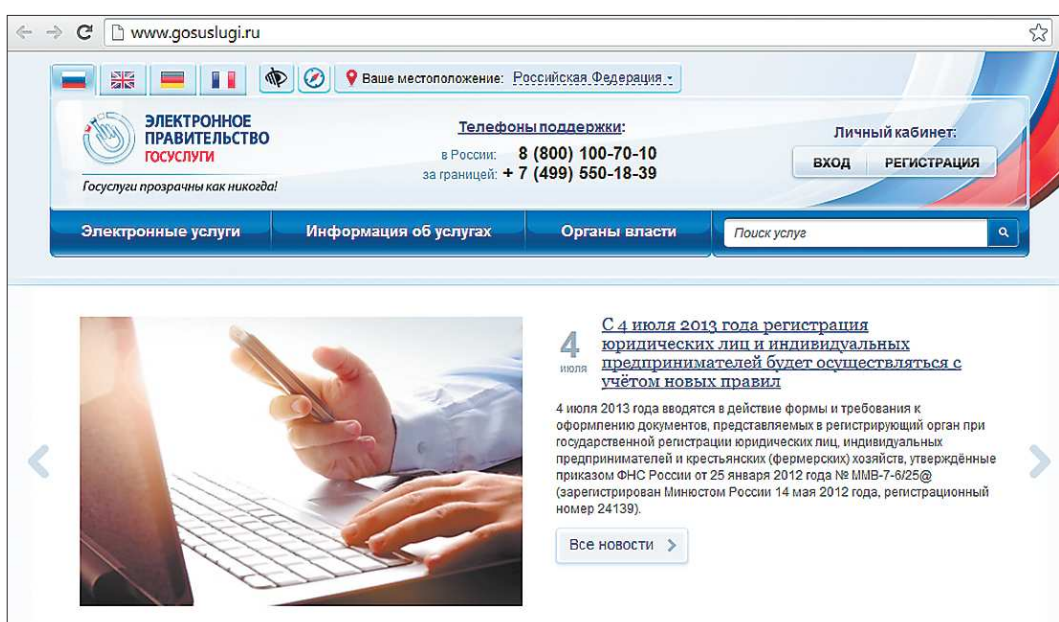 www.gosuslugi.ru
Ваше местоположение: Российская Федерация
ЭЛЕКТРОННОЕ
ПРАВИТЕЛЬСТВО
ГОСУСЛУГИ
Госуслуги прозрачны как никогда!
Телефоны поддержки:
в России: 8 (800) 100-70-10
за границей: + 7 (499) 550-18-39
Личный кабинет:
ВХОД РЕГИСТРАЦИЯ
Электронные услуги Информация об услугах Органы власти Поиск услуг
4
июля
С 4 июля 2013 года регистрация
юридических лиц и индивидуальных
предпринимателей будет осуществляться с
учётом новых правил
4 июля 2013 года вводятся в действие формы и требования к
оформлению документов, представляемых в регистрирующий орган при
государственной регистрации юридических лиц, индивидуальных
предпринимателей и крестьянских (фермерских) хозяйств, утверждённые
приказом ФНС России от 25 января 2012 года № ММВ-7-6/25@
(зарегистрирован Минюстом России 14 мая 2012 года, регистрационный
номер 24139).
Все новости